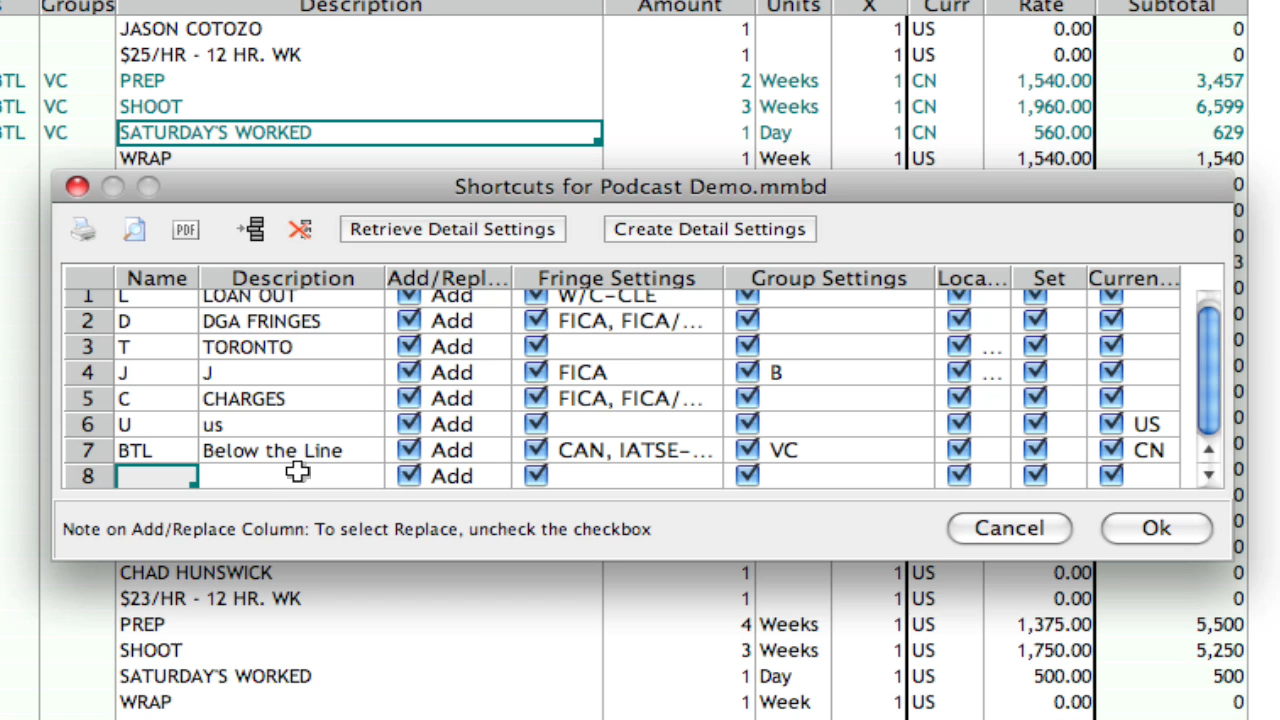 Groups Description Amount Units X Curr Rate Subtotal
JASON COTOZO 1 1 US 0.00 0
$25/HR - 12 HR. WK 1 1 US 0.00 0
BTL VC PREP 2 Weeks 1 CN 1,540.00 3,457
BTL VC SHOOT 3 Weeks 1 CN 1,960.00 6,599
BTL VC SATURDAY'S WORKED 1 Day 1 CN 560.00 629
WRAP 1 Week 1 US 1,540.00 1,540
Shortcuts for Podcast Demo.mmbd
PDF Retrieve Detail Settings Create Detail Settings
Name Description Add/Repl... Fringe Settings Group Settings Loca... Set Curren...
1 L LOAN OUT Add W/C-CLE
2 D DGA FRINGES Add FICA, FICA/...
3 T TORONTO Add ...
4 J J Add FICA B ...
5 C CHARGES Add FICA, FICA/...
6 U us Add US
7 BTL Below the Line Add CAN, IATSE-... VC CN
8 Add
Note on Add/Replace Column: To select Replace, uncheck the checkbox Cancel Ok
CHAD HUNSWICK 1 1 US 0.00 0
$23/HR - 12 HR. WK 1 1 US 0.00 0
PREP 4 Weeks 1 US 1,375.00 5,500
SHOOT 3 Weeks 1 US 1,750.00 5,250
SATURDAY'S WORKED 1 Day 1 US 500.00 500
WRAP 1 Week 1 US 0.00 0